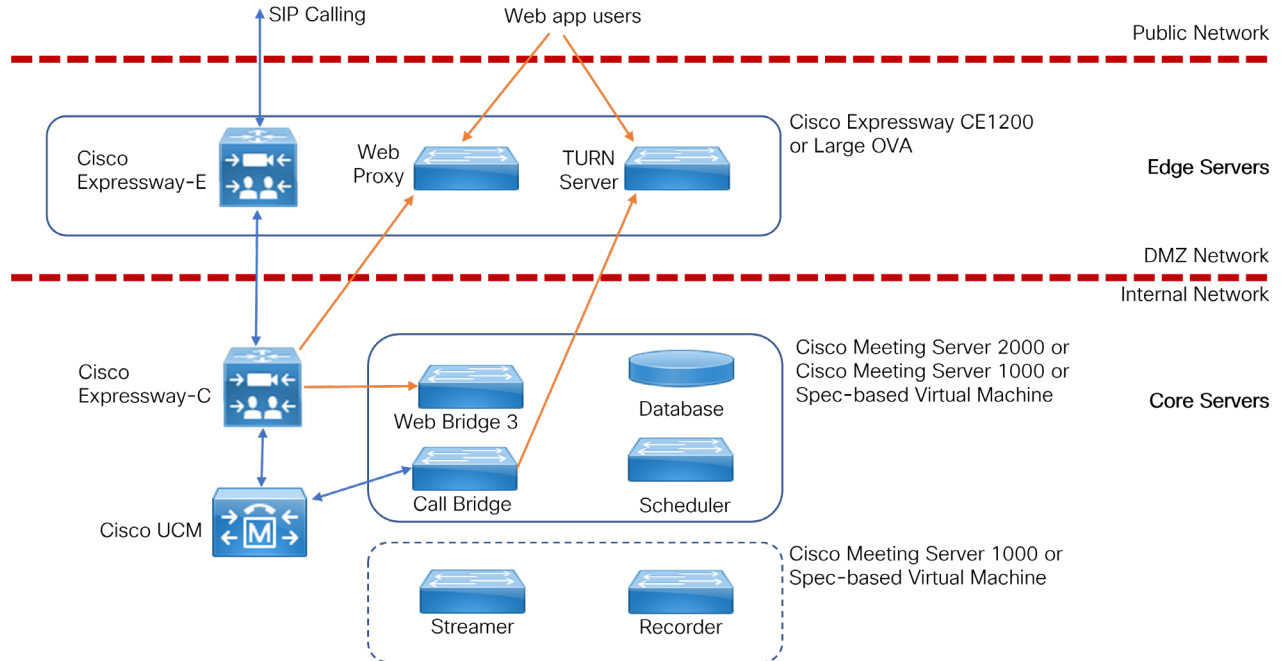 SIP Calling
Web app users
Public Network
Cisco
Expressway-E
Web
Proxy
TURN
Server
Cisco Expressway CE1200
or Large OVA
Edge Servers
DMZ Network
Internal Network
Cisco
Expressway-C
Web Bridge 3
Database
Cisco Meeting Server 2000 or
Cisco Meeting Server 1000 or
Spec-based Virtual Machine
Core Servers
Call Bridge
Scheduler
Cisco UCM
M
Cisco Meeting Server 1000 or
Spec-based Virtual Machine
Streamer
Recorder